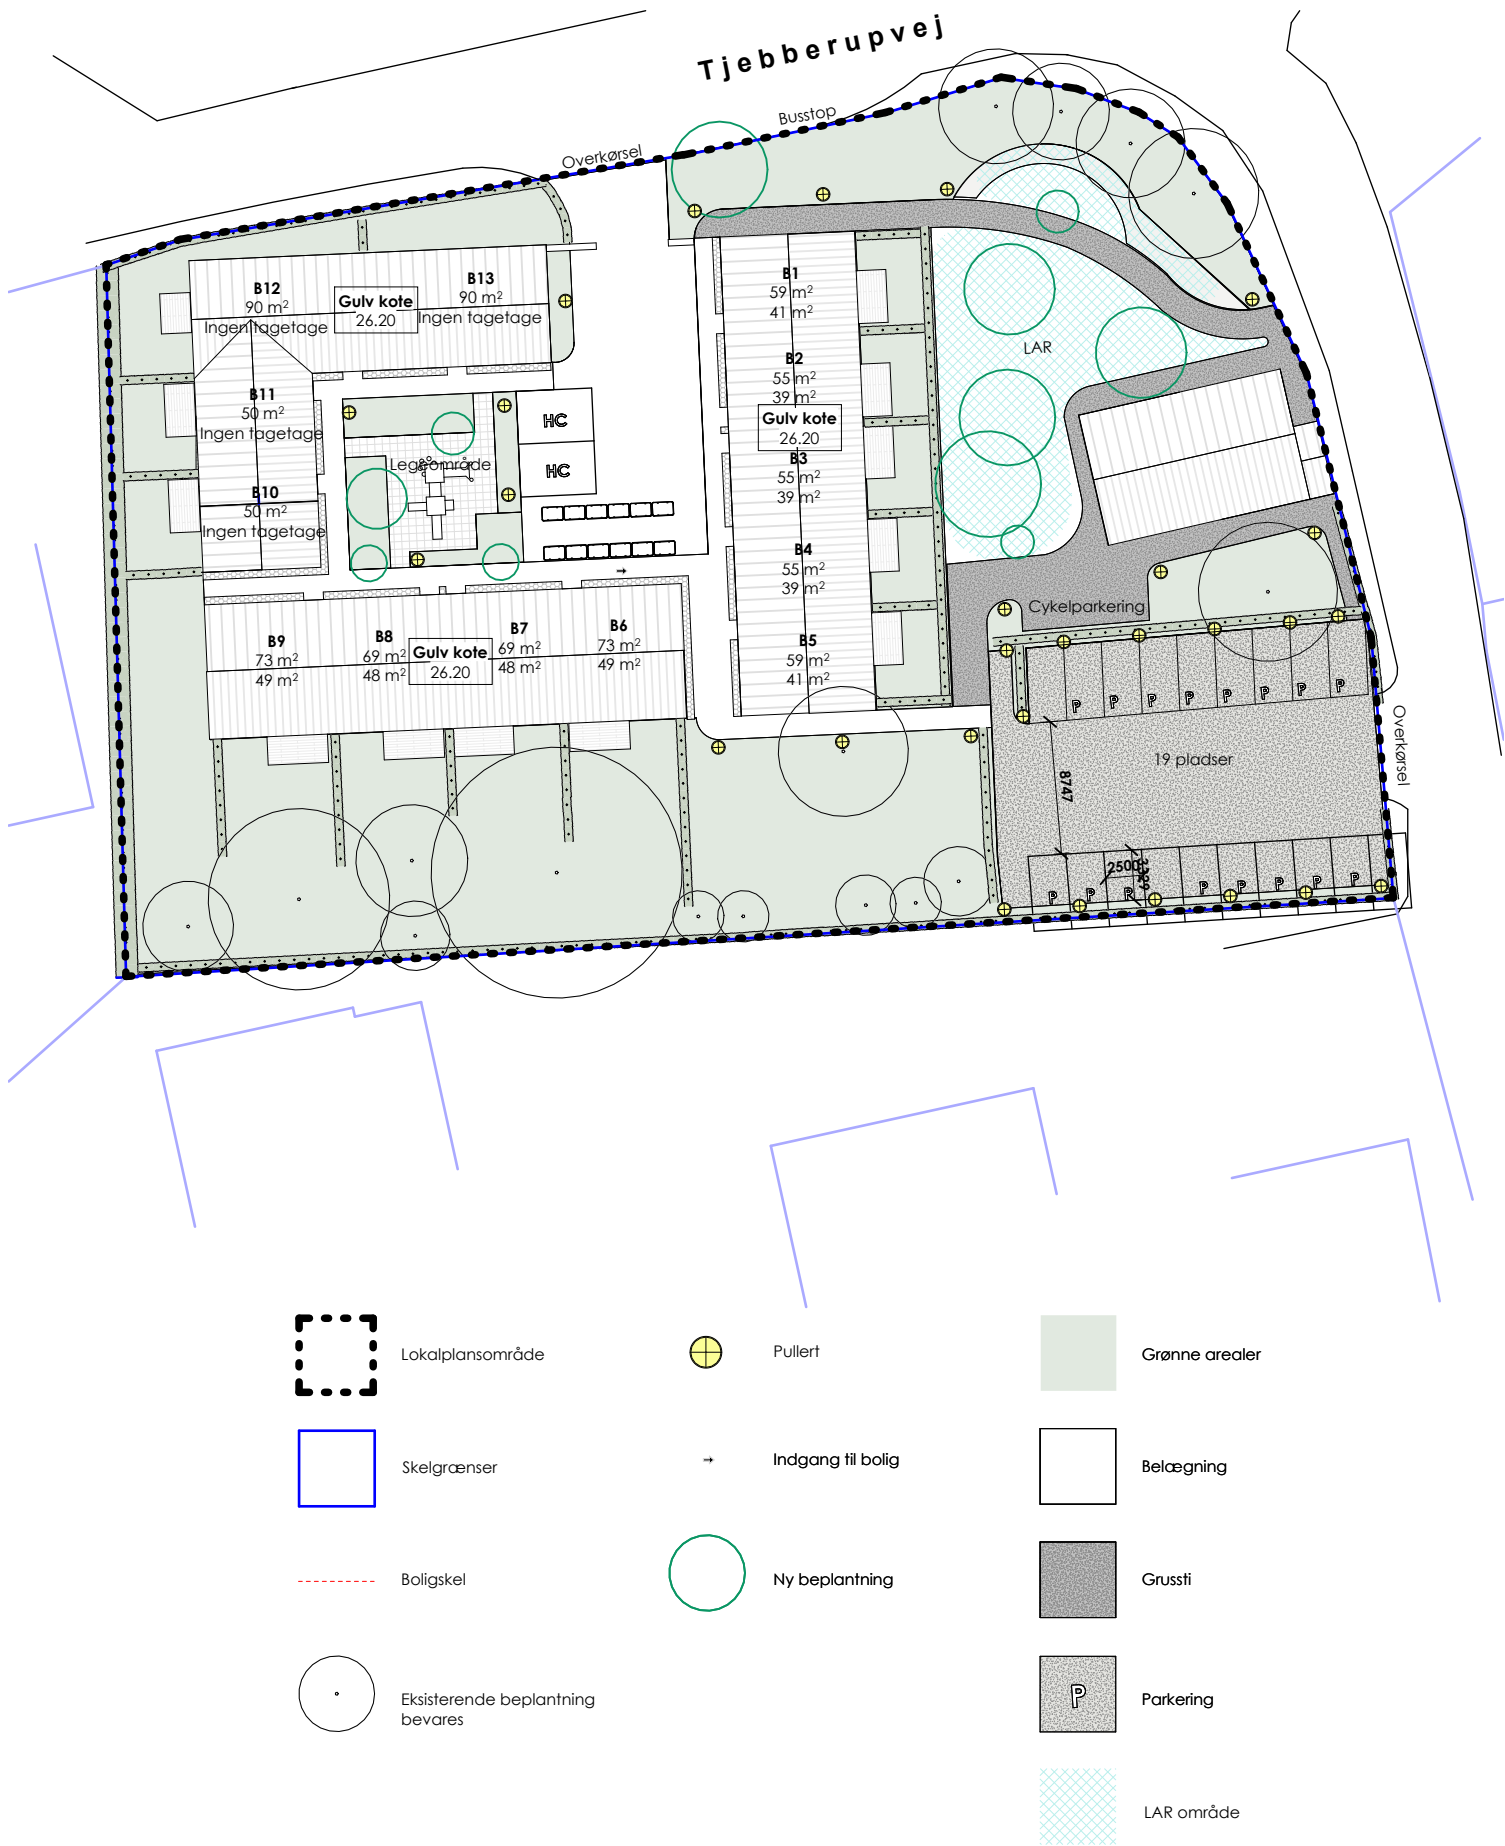 Tjebberupvej
Busstop
Overkørsel
B12
90 m²
Ingen tagetage
Gulv kote
26.20
B13
90 m²
Ingen tagetage
B11
50 m²
Ingen tagetage
B10
50 m²
Ingen tagetage
Legeområde
HC
HC
B1
59 m²
41 m²
B2
55 m²
39 m²
Gulv kote
26.20
B3
55 m²
39 m²
B4
55 m²
39 m²
B5
59 m²
41 m²
LAR
Cykelparkering
B9
73 m²
49 m²
B8
69 m²
48 m²
Gulv kote
26.20
B7
69 m²
48 m²
B6
73 m²
49 m²
P P P P P P P P
Overkørsel
19 pladser
8747
2500
P P P P P P P P
Lokalplansområde
Pullert
Grønne arealer
Skelgrænser
Indgang til bolig
Belægning
Boligskel
Ny beplantning
Grussti
Eksisterende beplantning
bevares
P
Parkering
LAR område